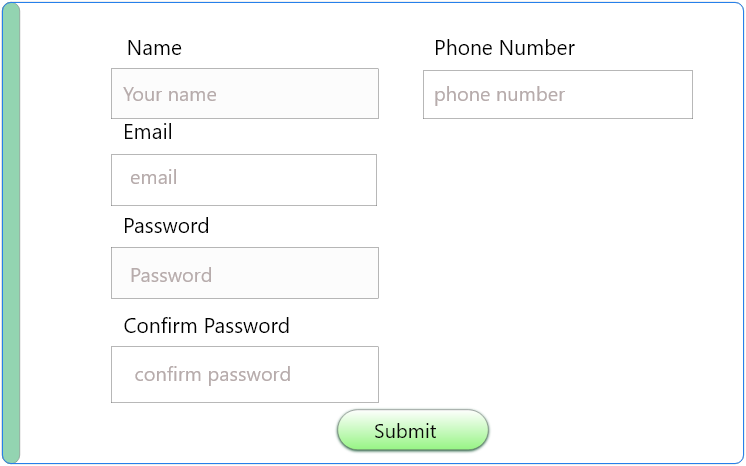 Name
Phone Number
Your name
phone number
Email
email
Password
Password
Confirm Password
confirm password
Submit